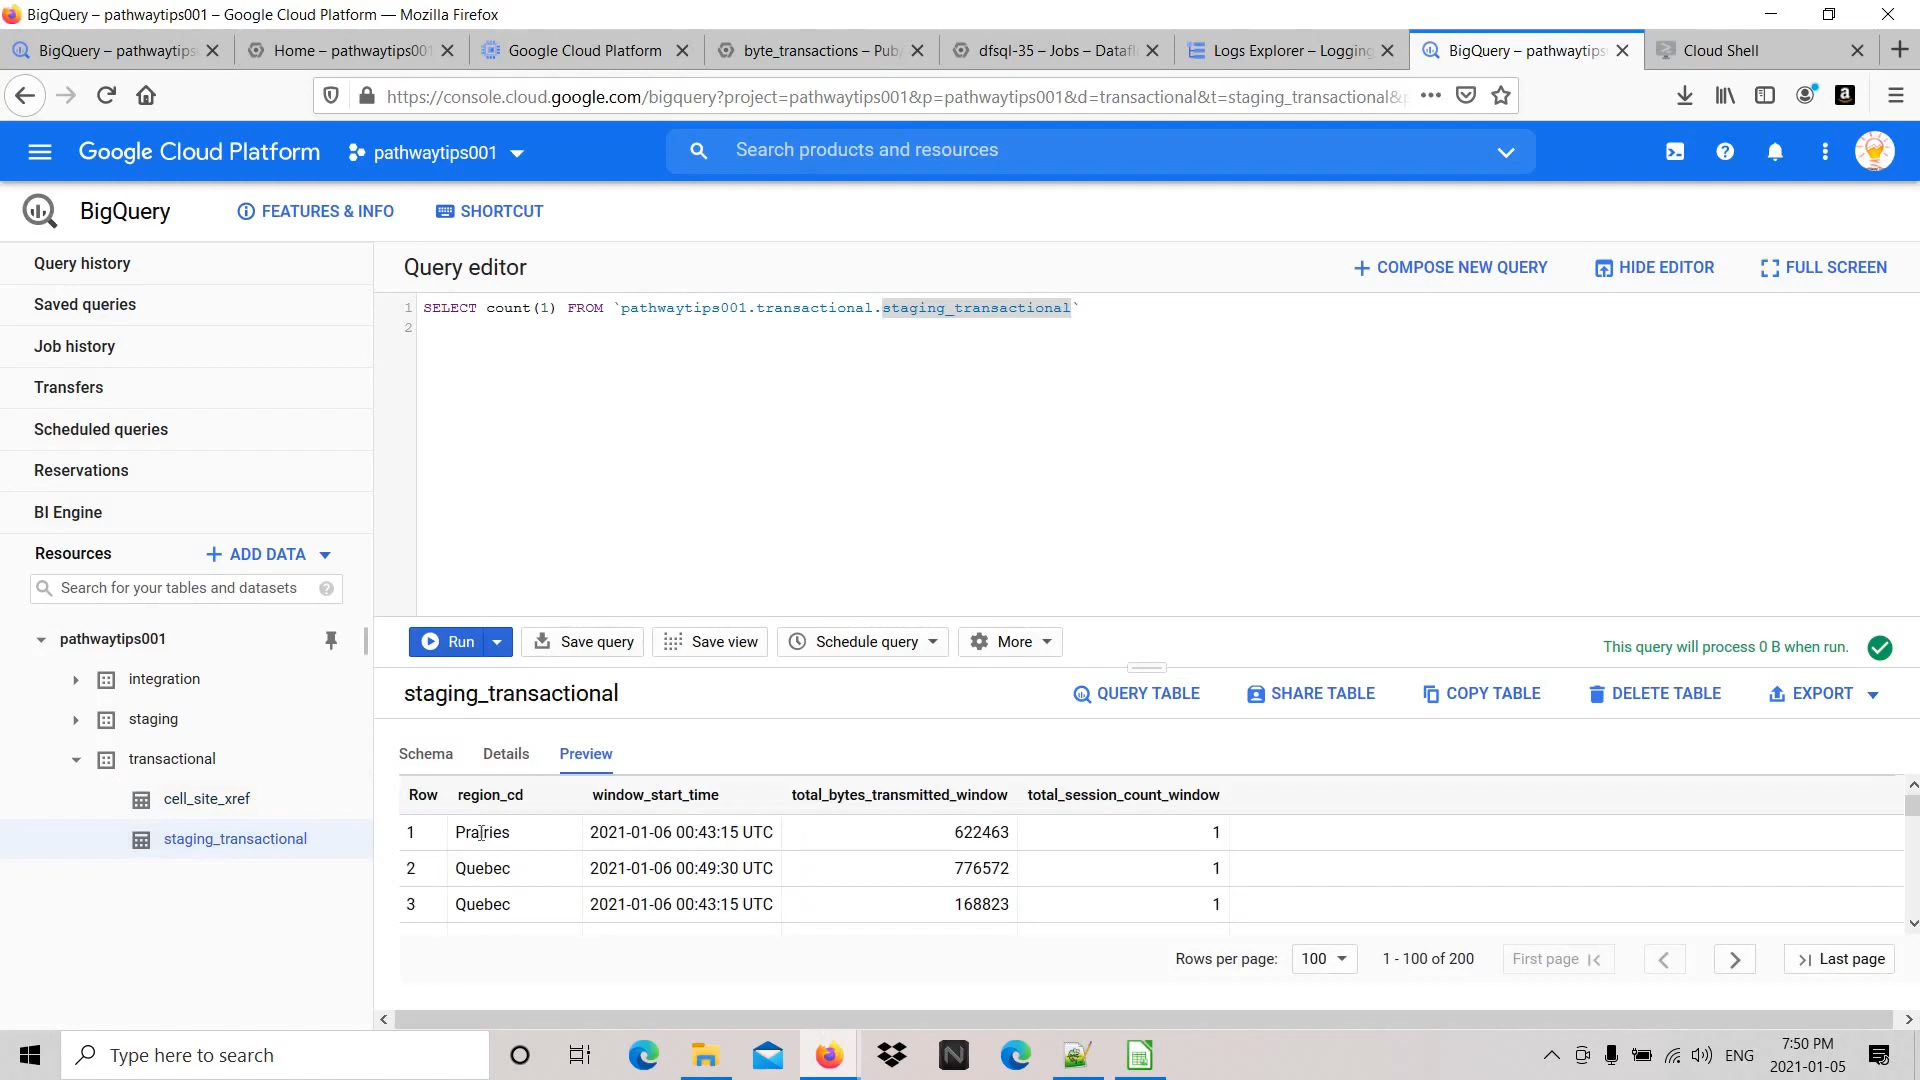 BigQuery – pathwaytips001 – Google Cloud Platform — Mozilla Firefox
BigQuery – pathwaytips
Home – pathwaytips001
Google Cloud Platform
byte_transactions – Pub/
dfsql-35 – Jobs – Dataflo
Logs Explorer – Logging
BigQuery – pathwaytips
Cloud Shell
https://console.cloud.google.com/bigquery?project=pathwaytips001&p=pathwaytips001&d=transactional&t=staging_transactional&
Google Cloud Platform
pathwaytips001
Search products and resources
BigQuery
FEATURES & INFO
SHORTCUT
Query history
Saved queries
Job history
Transfers
Scheduled queries
Reservations
BI Engine
Resources
+ ADD DATA
Search for your tables and datasets
pathwaytips001
integration
staging
transactional
cell_site_xref
staging_transactional
Query editor
+ COMPOSE NEW QUERY
HIDE EDITOR
FULL SCREEN
1 SELECT count(1) FROM `pathwaytips001.transactional.staging_transactional`
2
Run
Save query
Save view
Schedule query
More
This query will process 0 B when run.
staging_transactional
QUERY TABLE
SHARE TABLE
COPY TABLE
DELETE TABLE
EXPORT
Schema Details Preview
Row region_cd window_start_time total_bytes_transmitted_window total_session_count_window
1 Prairies 2021-01-06 00:43:15 UTC 622463 1
2 Quebec 2021-01-06 00:49:30 UTC 776572 1
3 Quebec 2021-01-06 00:43:15 UTC 168823 1
Rows per page: 100 1 - 100 of 200 First page Last page
Type here to search
ENG
7:50 PM
2021-01-05